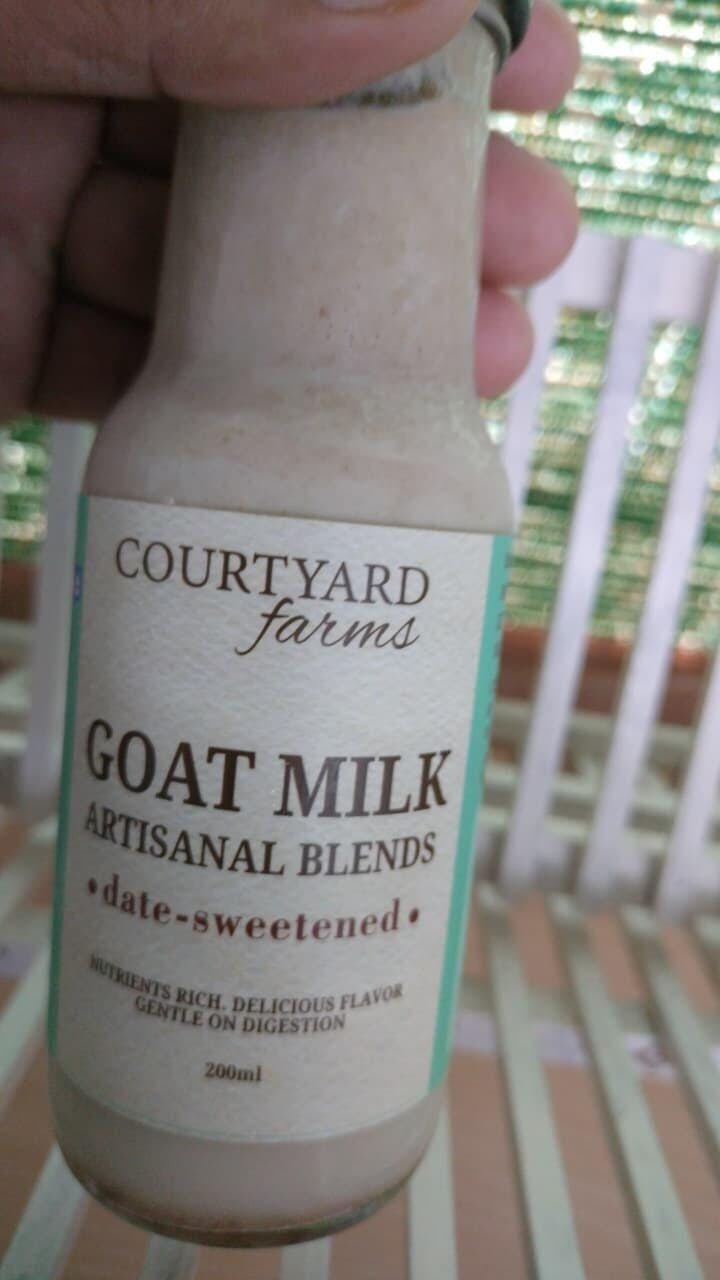 COURTYARD
farms
GOAT MILK
ARTISANAL BLENDS
•date-sweetened•
NUTRIENTS RICH. DELICIOUS FLAVOR
GENTLE ON DIGESTION
200ml